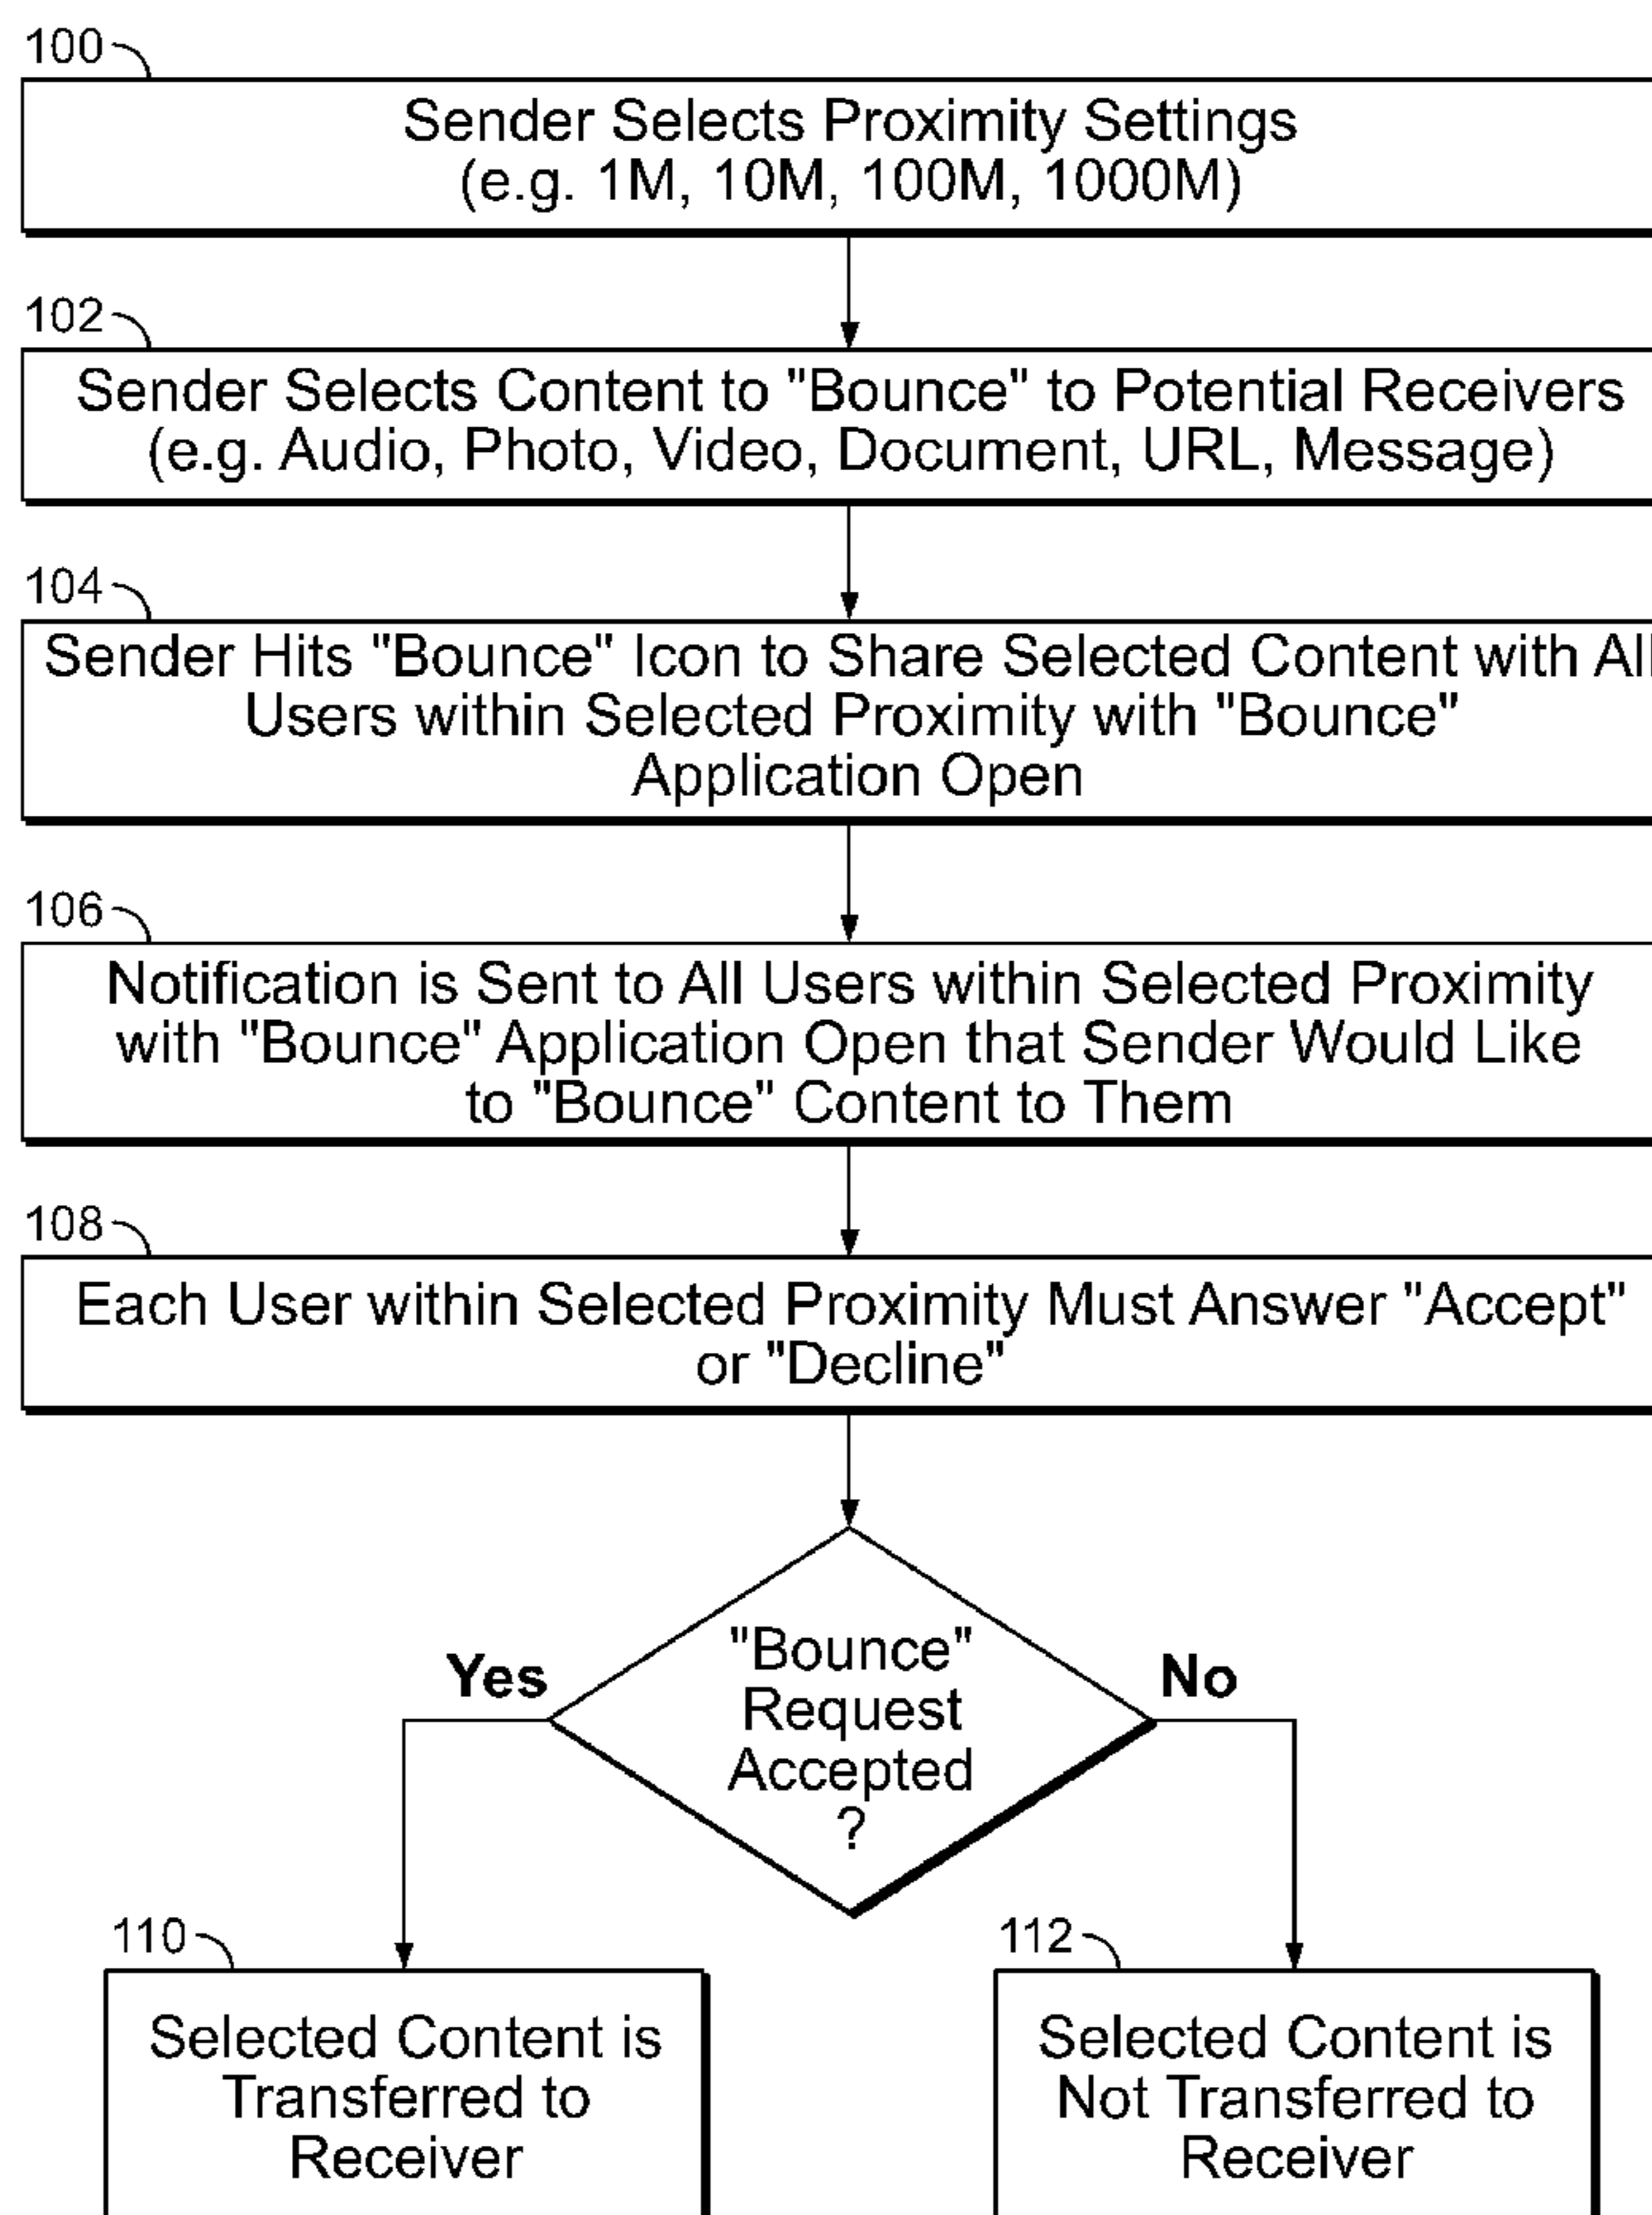 100
Sender Selects Proximity Settings
(e.g. 1M, 10M, 100M, 1000M)
102
Sender Selects Content to "Bounce" to Potential Receivers
(e.g. Audio, Photo, Video, Document, URL, Message)
104
Sender Hits "Bounce" Icon to Share Selected Content with All
Users within Selected Proximity with "Bounce"
Application Open
106
Notification is Sent to All Users within Selected Proximity
with "Bounce" Application Open that Sender Would Like
to "Bounce" Content to Them
108
Each User within Selected Proximity Must Answer "Accept"
or "Decline"
"Bounce"
Request
Accepted
?
Yes
No
110
Selected Content is
Transferred to
Receiver
112
Selected Content is
Not Transferred to
Receiver